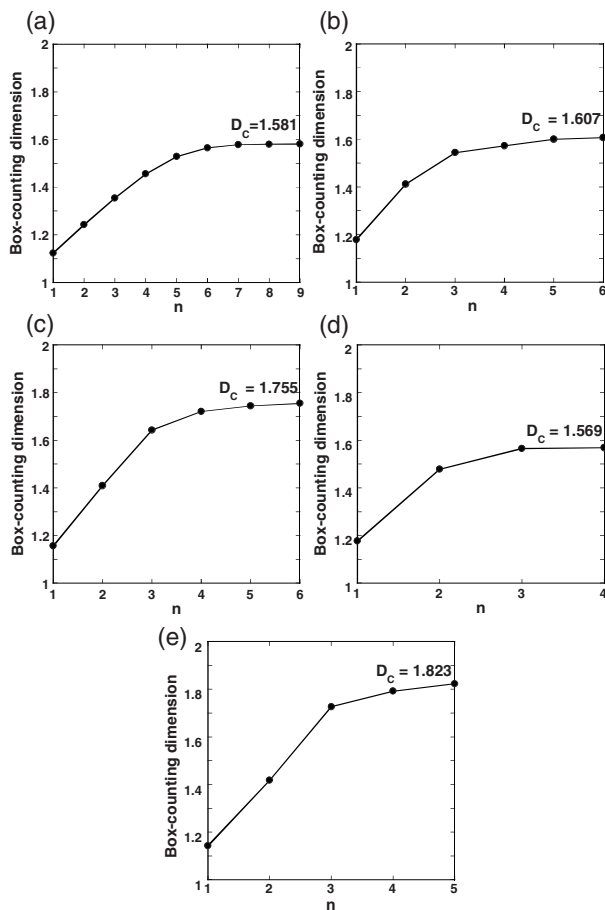 (a)
Box-counting dimension
2
1.8
1.6
1.4
1.2
1
D_C=1.581
1 2 3 4 5 6 7 8 9
n
(b)
Box-counting dimension
2
1.8
1.6
1.4
1.2
1
D_C = 1.607
1 2 3 4 5 6
n
(c)
Box-counting dimension
2
1.8
1.6
1.4
1.2
1
D_C = 1.755
1 2 3 4 5 6
n
(d)
Box-counting dimension
2
1.8
1.6
1.4
1.2
1
D_C = 1.569
1 2 3 4
n
(e)
Box-counting dimension
2
1.8
1.6
1.4
1.2
1
D_C = 1.823
1 2 3 4 5
n